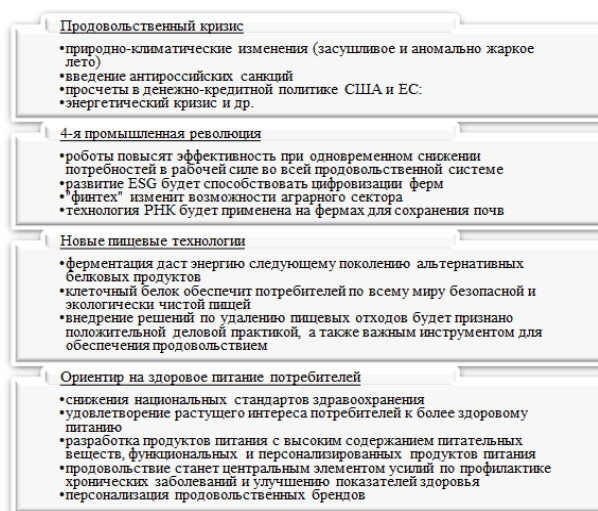 Продовольственный кризис
•природно-климатические изменения (засушливое и аномально жаркое
лето)
•введение антироссийских санкций
•просчеты в денежно-кредитной политике США и ЕС:
•энергетический кризис и др.
4-я промышленная революция
•роботы повысят эффективность при одновременном снижении
потребностей в рабочей силе во всей продовольственной системе
•развитие ESG будет способствовать цифровизации ферм
•"финтех" изменит возможности аграрного сектора
•технология РНК будет применена на фермах для сохранения почв
Новые пищевые технологии
•ферментация даст энергию следующему поколению альтернативных
белковых продуктов
•клеточный белок обеспечит потребителей по всему миру безопасной и
экологически чистой пищей
•внедрение решений по удалению пищевых отходов будет признано
положительной деловой практикой, а также важным инструментом для
обеспечения продовольствием
Ориентир на здоровое питание потребителей
•снижения национальных стандартов здравоохранения
•удовлетворение растущего интереса потребителей к более здоровому
питанию
•разработка продуктов питания с высоким содержанием питательных
веществ, функциональных и персонализированных продуктов питания
•продовольствие станет центральным элементом усилий по профилактике
хронических заболеваний и улучшению показателей здоровья
•персонализация продовольственных брендов